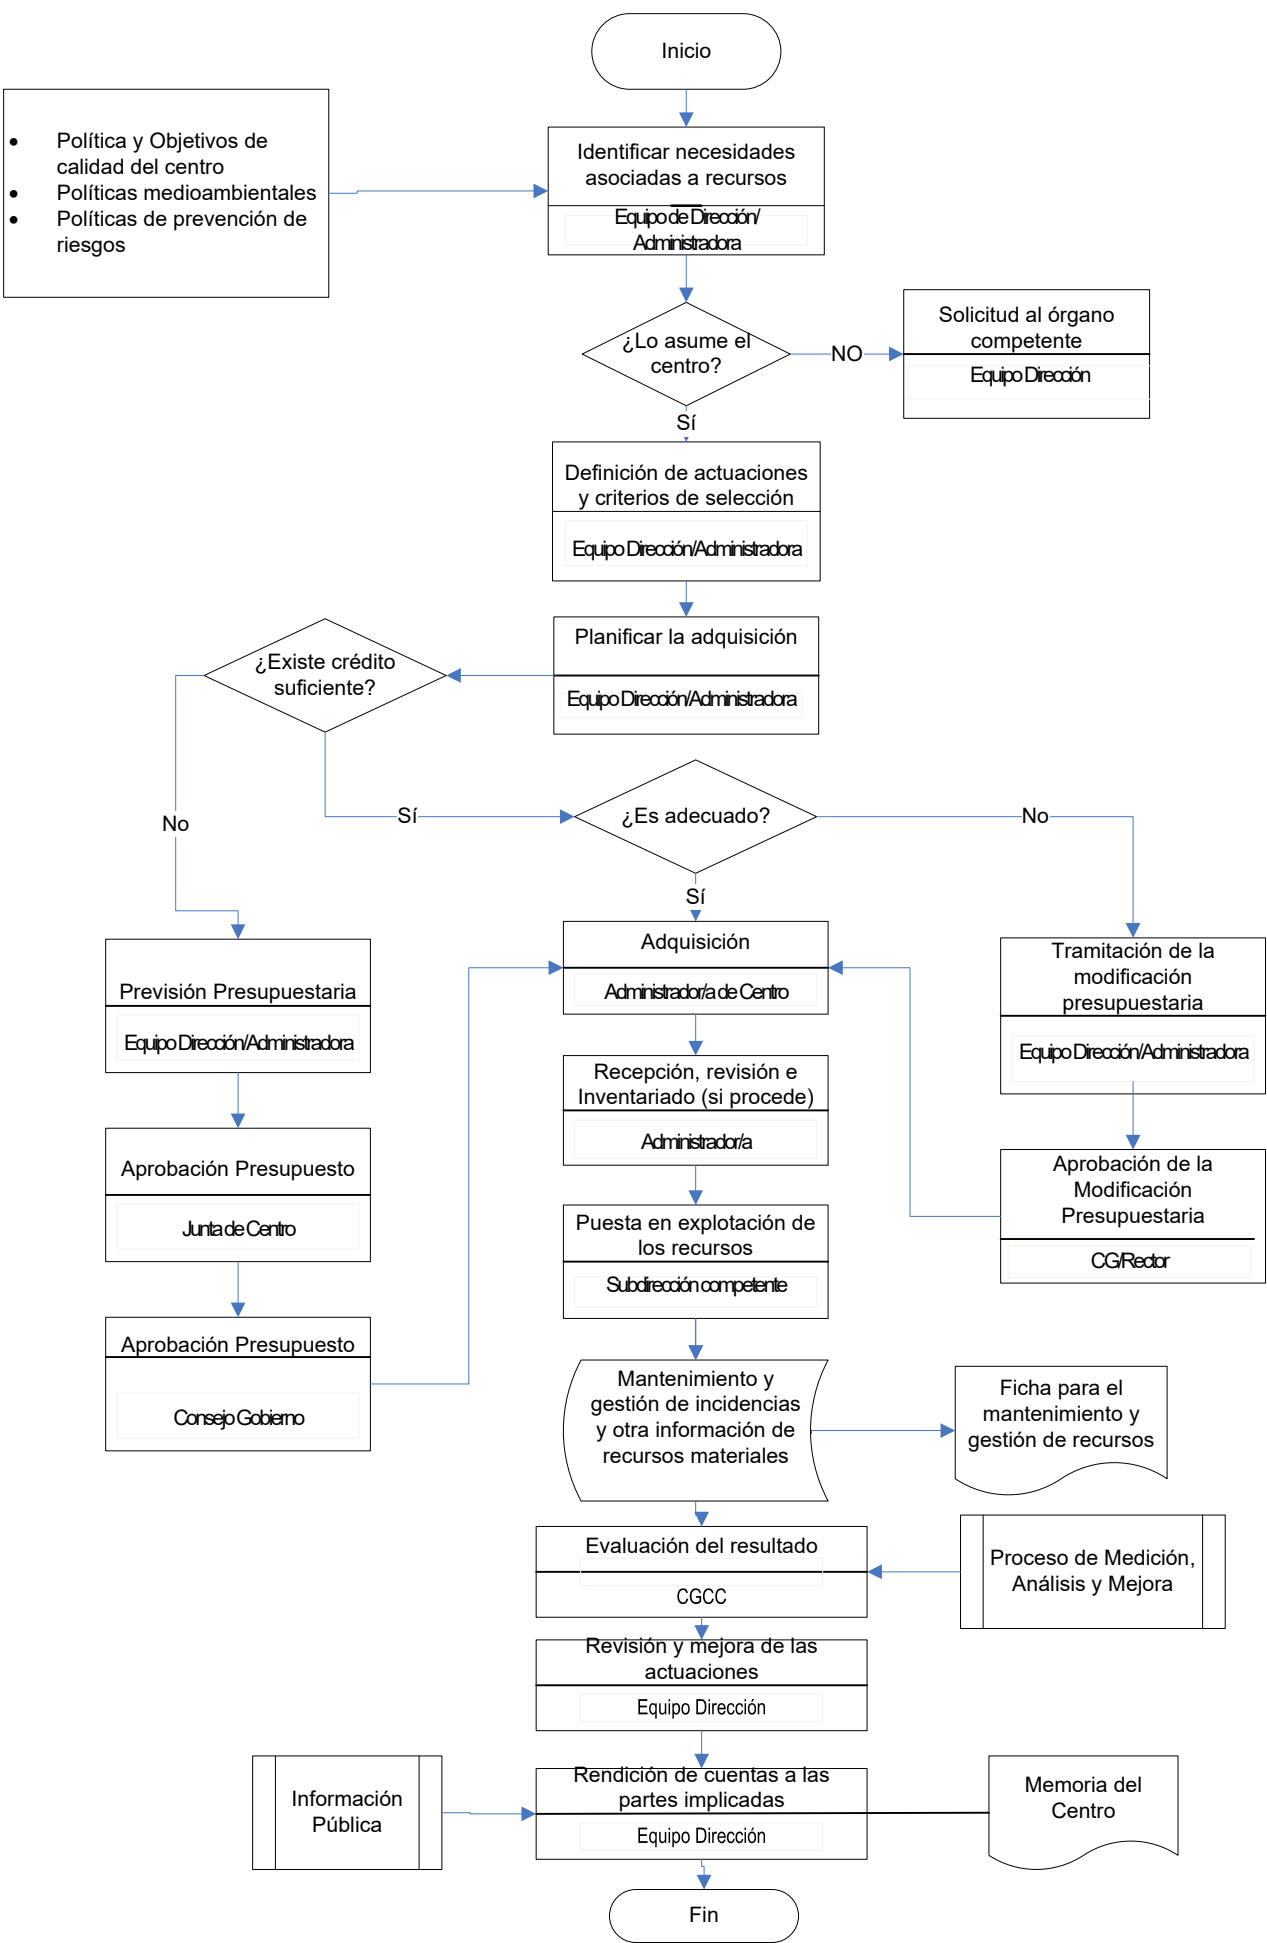 Inicio
• Política y Objetivos de
calidad del centro
• Políticas medioambientales
• Políticas de prevención de
riesgos
Identificar necesidades
asociadas a recursos
Equipo de Dirección/
Administradora
¿Lo asume el
centro?
NO
Solicitud al órgano
competente
Equipo Dirección
Sí
Definición de actuaciones
y criterios de selección
Equipo Dirección/Administradora
Planificar la adquisición
Equipo Dirección/Administradora
¿Existe crédito
suficiente?
No
Sí
¿Es adecuado?
No
Sí
Previsión Presupuestaria
Equipo Dirección/Administradora
Aprobación Presupuesto
Junta de Centro
Aprobación Presupuesto
Consejo Gobierno
Adquisición
Administrador/a de Centro
Recepción, revisión e
Inventariado (si procede)
Administrador/a
Puesta en explotación de
los recursos
Subdirección competente
Tramitación de la
modificación
presupuestaria
Equipo Dirección/Administradora
Aprobación de la
Modificación
Presupuestaria
CG/Rector
Mantenimiento y
gestión de incidencias
y otra información de
recursos materiales
Ficha para el
mantenimiento y
gestión de recursos
Evaluación del resultado
CGCC
Proceso de Medición,
Análisis y Mejora
Revisión y mejora de las
actuaciones
Equipo Dirección
Información
Pública
Rendición de cuentas a las
partes implicadas
Equipo Dirección
Memoria del
Centro
Fin